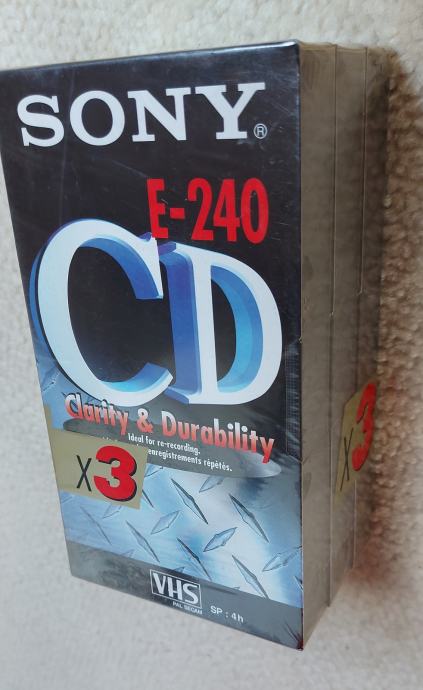 SONY®
E-240
CD
Clarity & Durability
Ideal for re-recording.
enregistrements répétés.
X3
X3
VHS
PAL SECAM
SP : 4h